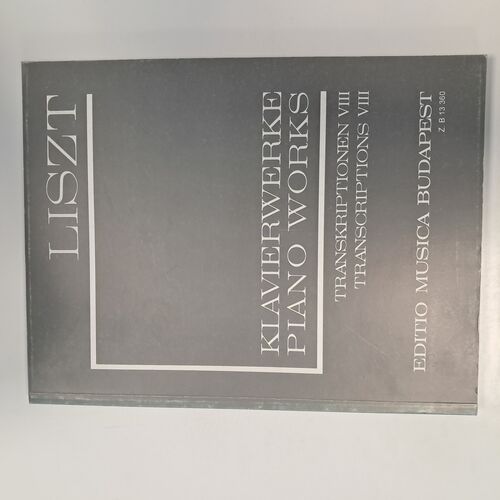 LISZT
KLAVIERWERKE
PIANO WORKS
TRANSKRIPTIONEN VIII
TRANSCRIPTIONS VIII
EDITIO MUSICA BUDAPEST
Z. B 13 360